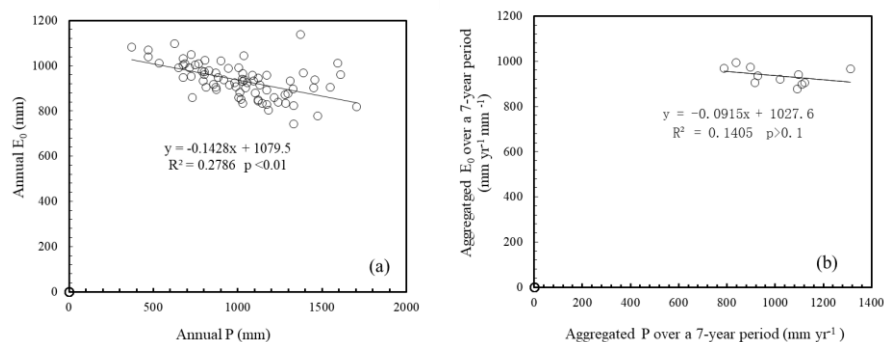 1200
1000
800
600
400
200
0
Annual E₀ (mm)
y = -0.1428x + 1079.5
R² = 0.2786 p <0.01
(a)
0 500 1000 1500 2000
Annual P (mm)
1200
1000
800
600
400
200
0
Aggregatged E₀ over a 7-year period
(mm yr⁻¹ mm ⁻¹)
y = -0.0915x + 1027.6
R² = 0.1405 p>0.1
(b)
0 200 400 600 800 1000 1200 1400
Aggregated P over a 7-year period (mm yr⁻¹ )